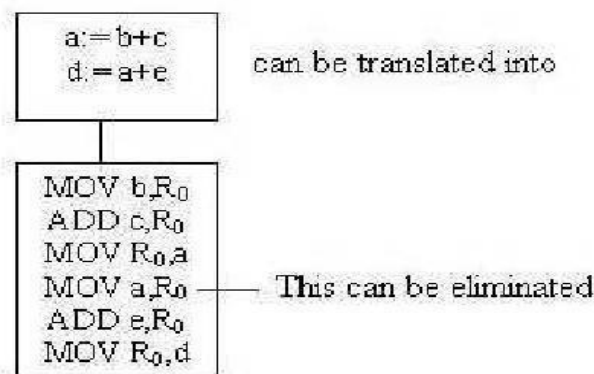 a:=b+c
d:=a+e
can be translated into
MOV b,R₀
ADD c,R₀
MOV R₀,a
MOV a,R₀
This can be eliminated
ADD e,R₀
MOV R₀,d